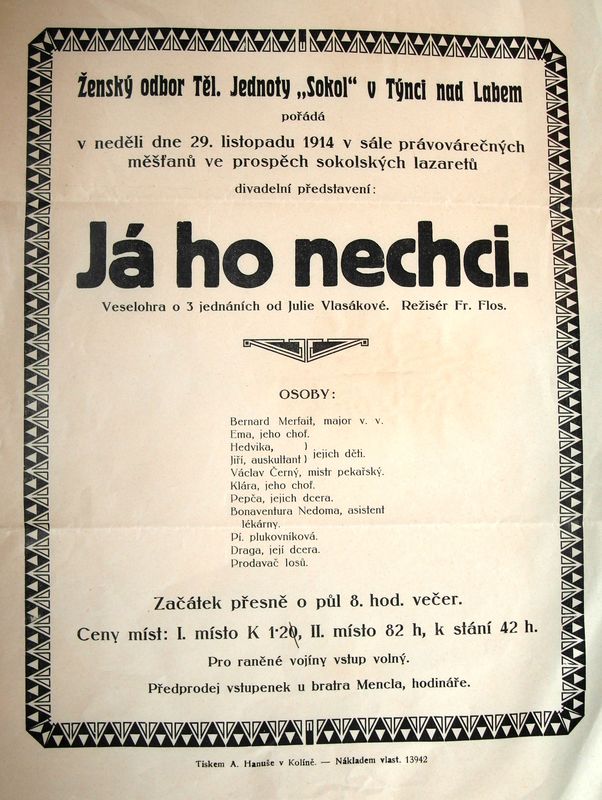 Ženský odbor Těl. Jednoty „Sokol" v Týnci nad Labem
pořádá
v neděli dne 29. listopadu 1914 v sále právovárečných
měšťanů ve prospěch sokolských lazaretů
divadelní představení:
Já ho nechci.
Veselohra o 3 jednáních od Julie Vlasákové. Režisér Fr. Flos.
OSOBY:
Bernard Merfait, major v. v.
Ema, jeho choť.
Hedvika, )
Jiří, auskultant ) jejich děti.
Václav Černý, mistr pekařský.
Klára, jeho choť.
Pepča, jejich dcera.
Bonaventura Nedoma, asistent
lékárny.
Pí. plukovníková.
Draga, její dcera.
Prodavač losů.
Začátek přesně o půl 8. hod. večer.
Ceny míst: I. místo K 1·20, II. místo 82 h, k stání 42 h.
Pro raněné vojíny vstup volný.
Předprodej vstupenek u bratra Mencla, hodináře.
Tiskem A. Hanuše v Kolíně. — Nákladem vlast. 13942